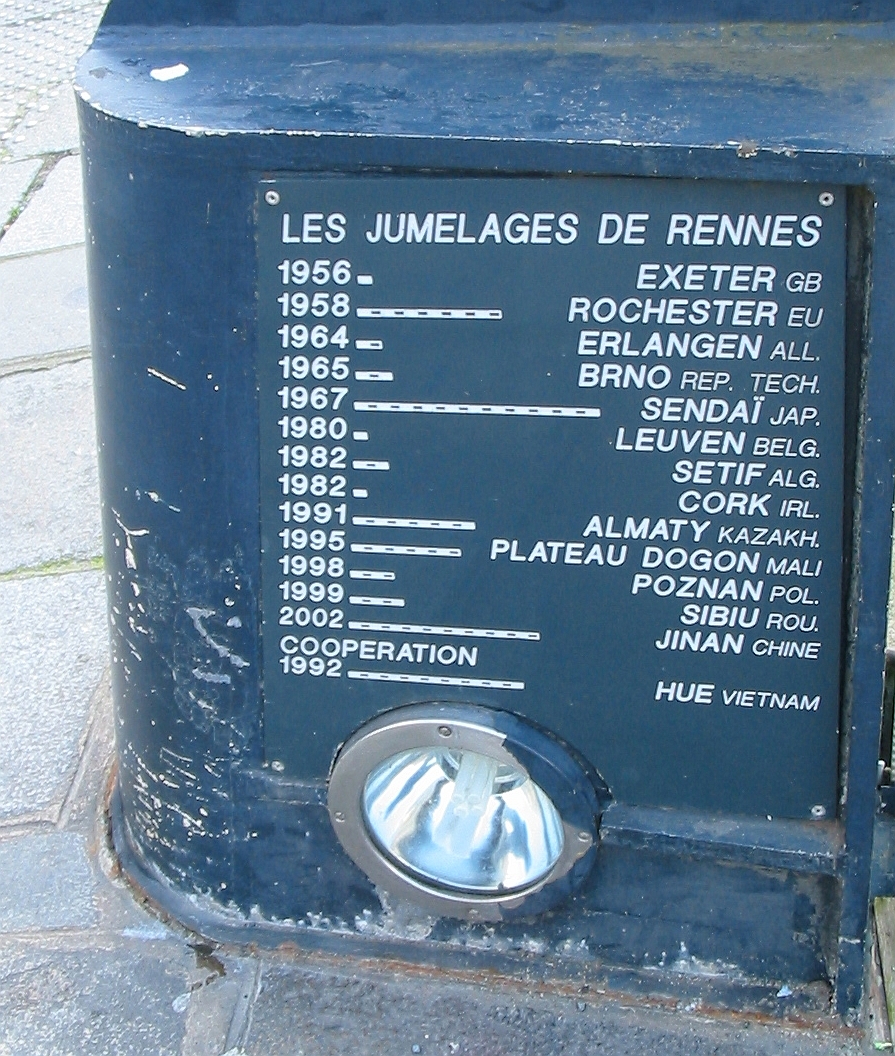 LES JUMELAGES DE RENNES
1956 EXETER GB
1958 ROCHESTER EU
1964 ERLANGEN ALL.
1965 BRNO REP. TECH.
1967 SENDAÏ JAP.
1980 LEUVEN BELG.
1982 SETIF ALG.
1982 CORK IRL.
1991 ALMATY KAZAKH.
1995 PLATEAU DOGON MALI
1998 POZNAN POL.
1999 SIBIU ROU.
2002 JINAN CHINE
COOPERATION
1992 HUE VIETNAM